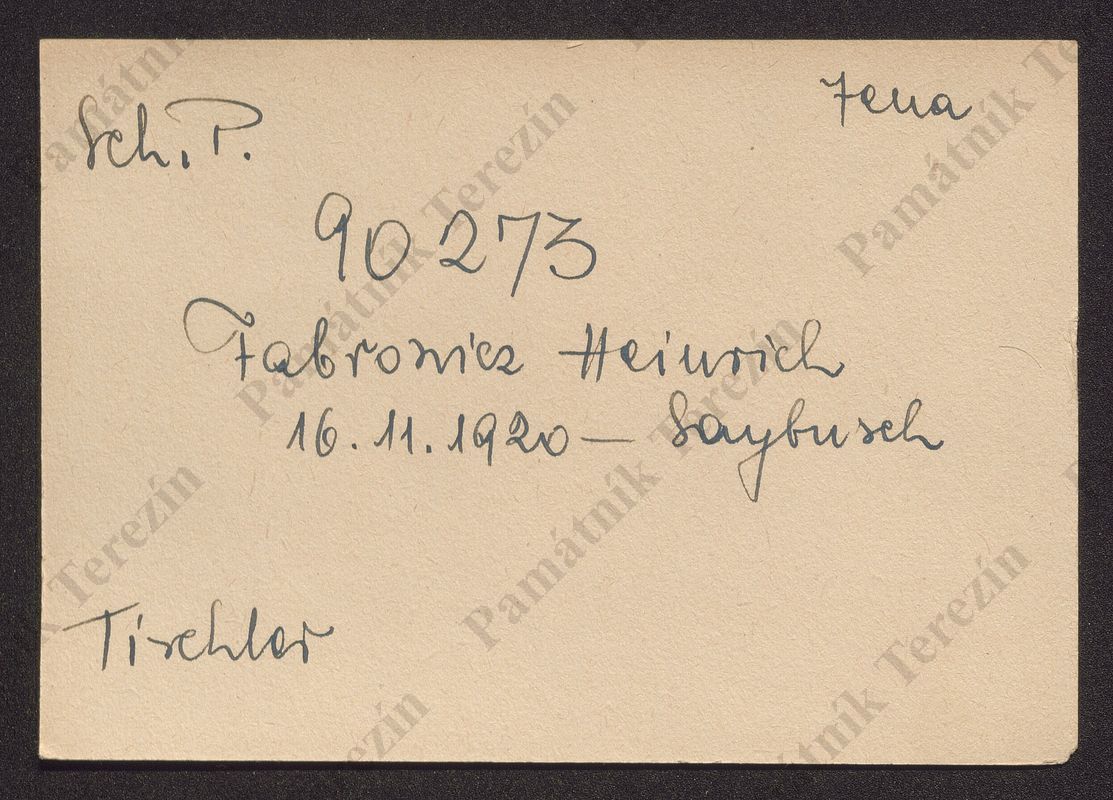 Jena
Sch. P.
90273
Fabrowicz Heinrich
16.11.1920 — Saybusch
Tischler
Památník Terezín